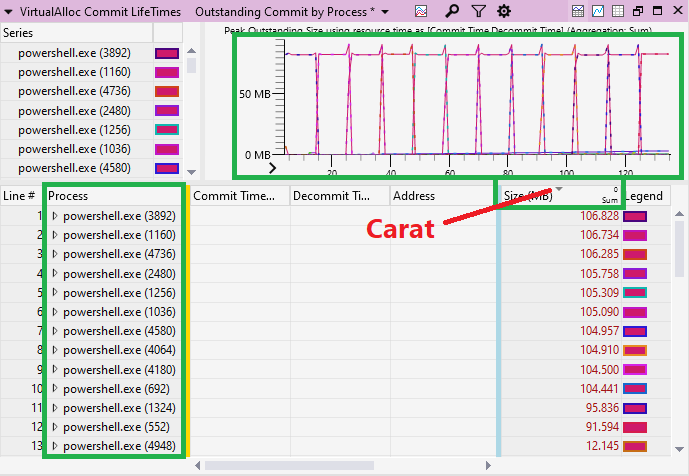 VirtualAlloc Commit LifeTimes Outstanding Commit by Process *
Series
powershell.exe (3892)
powershell.exe (1160)
powershell.exe (4736)
powershell.exe (2480)
powershell.exe (1256)
powershell.exe (1036)
powershell.exe (4580)
Peak Outstanding Size using resource time as [Commit Time,Decommit Time] (Aggregation: Sum)
50 MB
0 MB
20 40 60 80 100 120
Line # Process Commit Time... Decommit Ti... Address Size (MB) 0 Sum Legend
Carat
1 powershell.exe (3892) 106.828
2 powershell.exe (1160) 106.734
3 powershell.exe (4736) 106.285
4 powershell.exe (2480) 105.758
5 powershell.exe (1256) 105.309
6 powershell.exe (1036) 105.090
7 powershell.exe (4580) 104.957
8 powershell.exe (4064) 104.910
9 powershell.exe (4180) 104.500
10 powershell.exe (692) 104.441
11 powershell.exe (1324) 95.836
12 powershell.exe (552) 91.594
13 powershell.exe (4948) 12.145